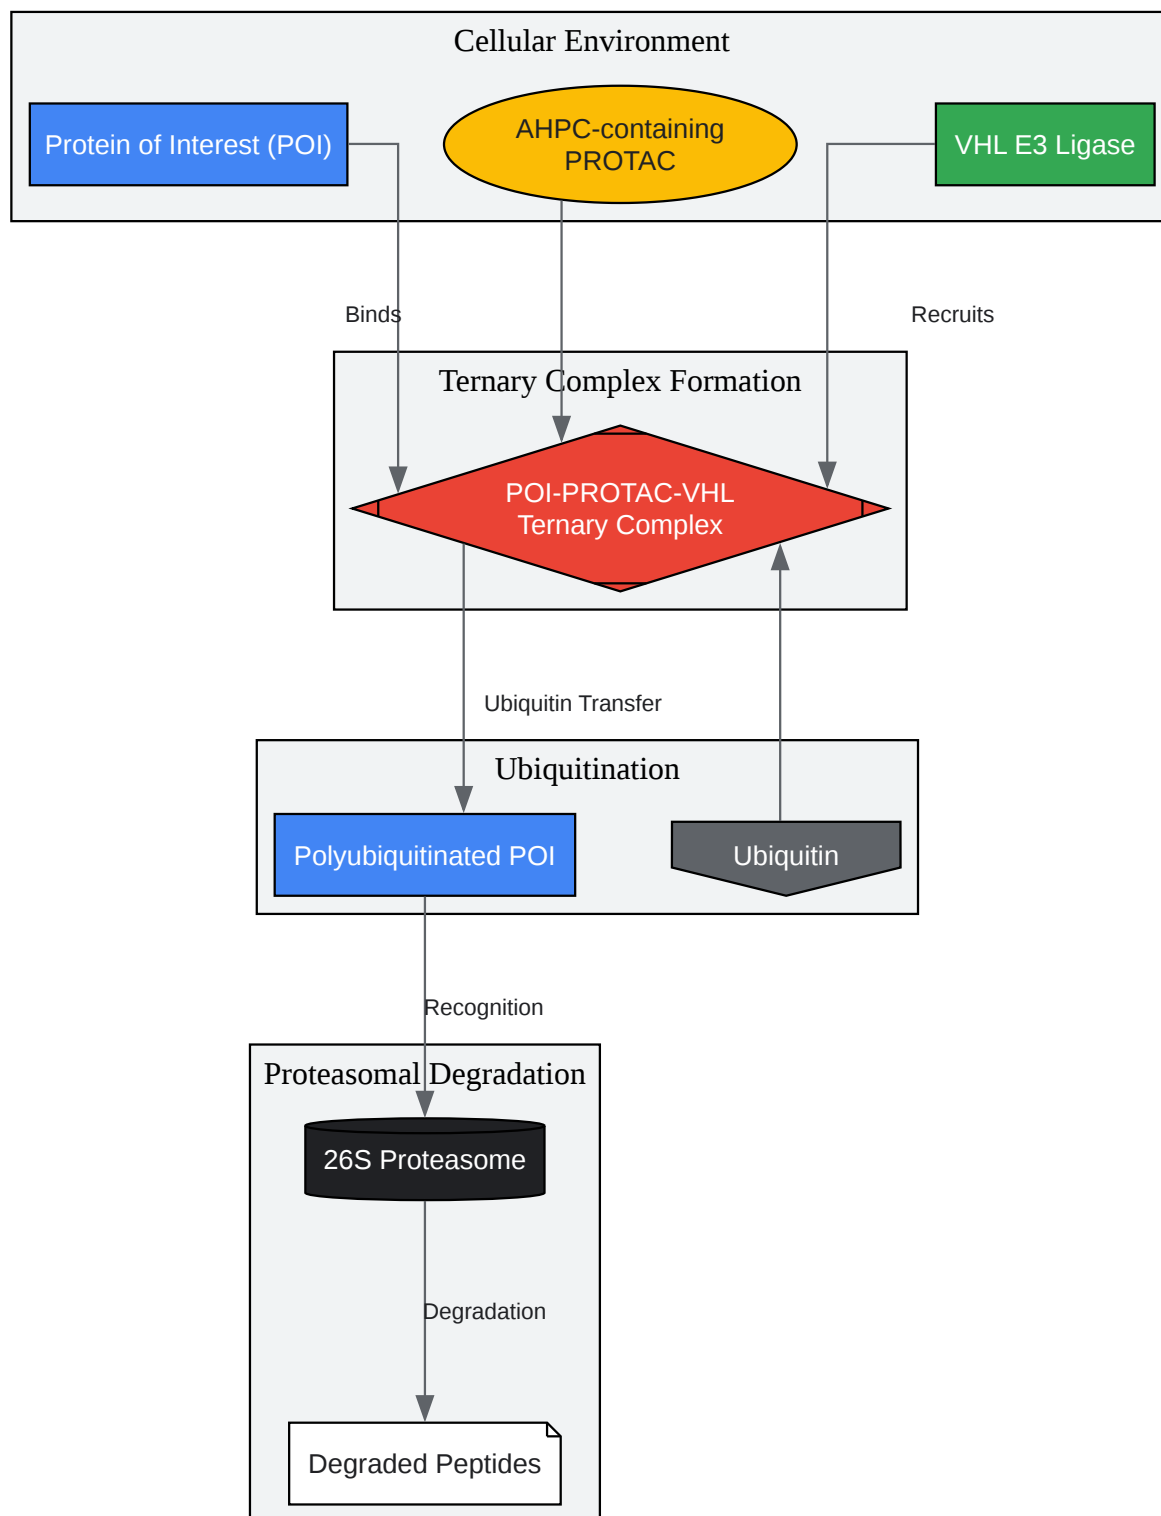 Cellular Environment
Protein of Interest (POI)
AHPC-containing
PROTAC
VHL E3 Ligase
Binds
Recruits
Ternary Complex Formation
POI-PROTAC-VHL
Ternary Complex
Ubiquitin Transfer
Ubiquitination
Polyubiquitinated POI
Ubiquitin
Recognition
Proteasomal Degradation
26S Proteasome
Degradation
Degraded Peptides